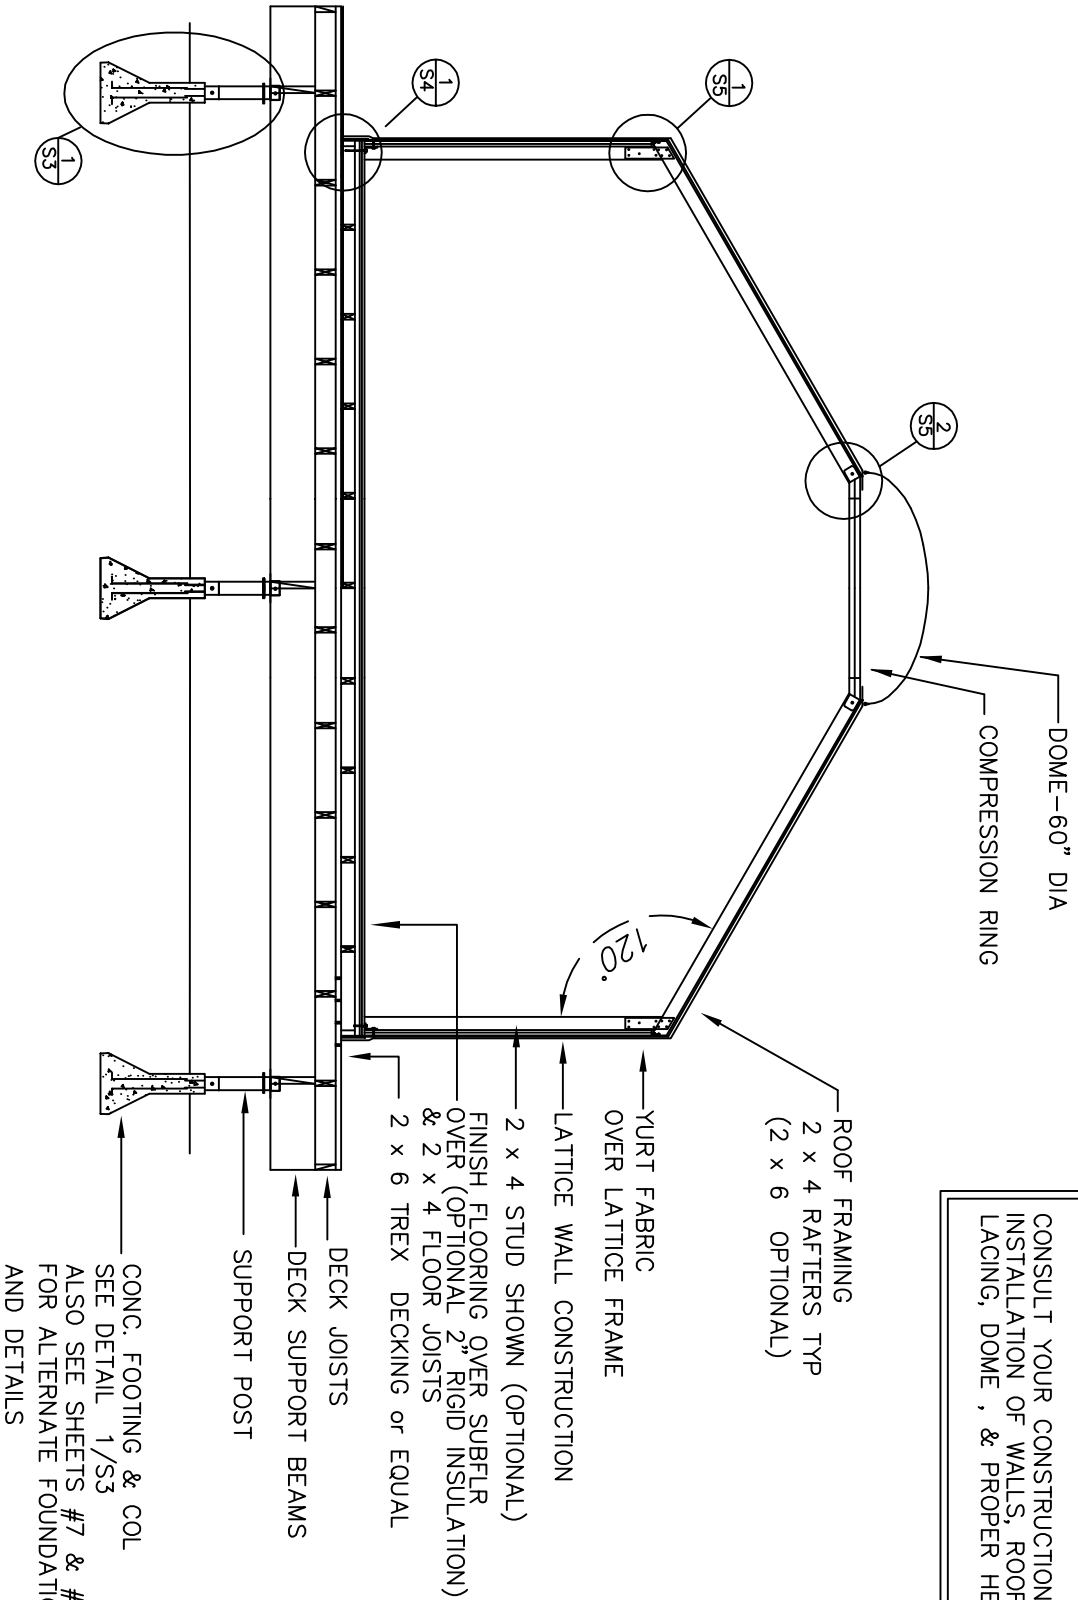 CONSULT YOUR CONSTRUCTION
INSTALLATION OF WALLS, ROOF
LACING, DOME , & PROPER HE
DOME-60" DIA
COMPRESSION RING
2
S5
1
S5
1
S4
1
S3
120°
ROOF FRAMING
2 x 4 RAFTERS TYP
(2 x 6 OPTIONAL)
YURT FABRIC
OVER LATTICE FRAME
LATTICE WALL CONSTRUCTION
2 x 4 STUD SHOWN (OPTIONAL)
FINISH FLOORING OVER SUBFLR
OVER (OPTIONAL 2" RIGID INSULATION)
& 2 x 4 FLOOR JOISTS
2 x 6 TREX DECKING or EQUAL
DECK JOISTS
DECK SUPPORT BEAMS
SUPPORT POST
CONC. FOOTING & COL
SEE DETAIL 1/S3
ALSO SEE SHEETS #7 & #
FOR ALTERNATE FOUNDATIO
AND DETAILS